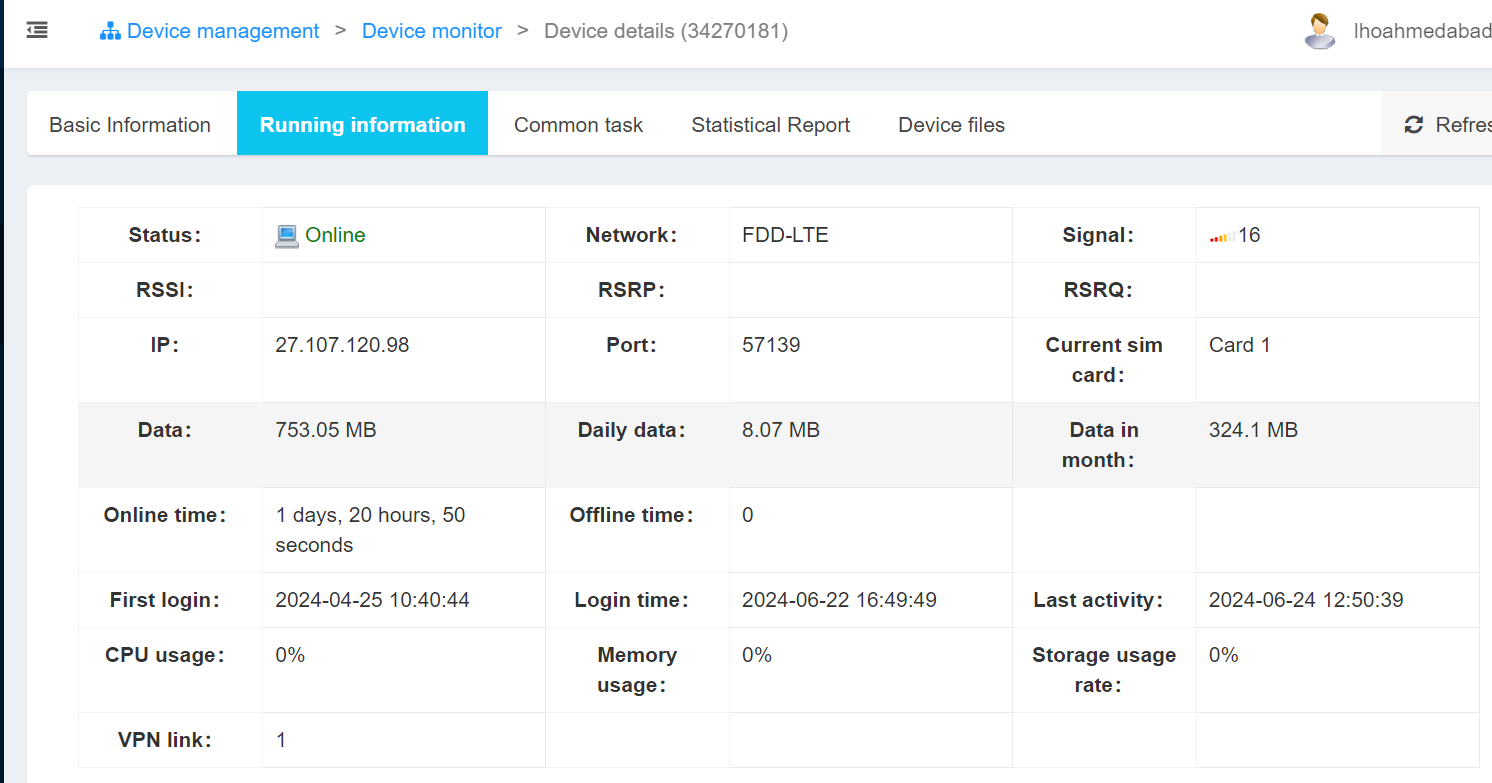 Device management > Device monitor > Device details (34270181)
lhoahmedabad
Basic Information Running information Common task Statistical Report Device files Refres
Status: Online Network: FDD-LTE Signal: 16
RSSI: RSRP: RSRQ:
IP: 27.107.120.98 Port: 57139 Current sim card: Card 1
Data: 753.05 MB Daily data: 8.07 MB Data in month: 324.1 MB
Online time: 1 days, 20 hours, 50 seconds Offline time: 0
First login: 2024-04-25 10:40:44 Login time: 2024-06-22 16:49:49 Last activity: 2024-06-24 12:50:39
CPU usage: 0% Memory usage: 0% Storage usage rate: 0%
VPN link: 1